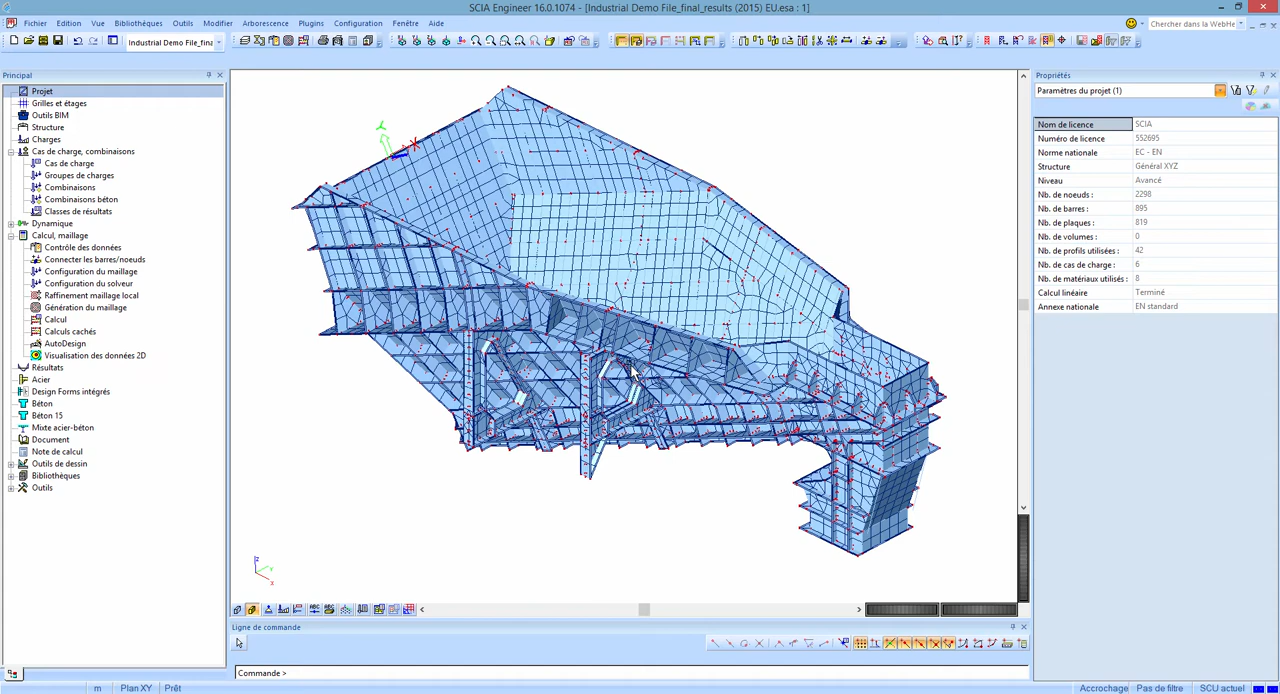 SCIA Engineer 16.0.1074 - [Industrial Demo File_final_results (2015) EU.esa : 1]
Fichier Edition Vue Bibliothèques Outils Modifier Arborescence Plugins Configuration Fenêtre Aide
Chercher dans la WebHe
Industrial Demo File_fina
Principal
Projet
Grilles et étages
Outils BIM
Structure
Charges
Cas de charge, combinaisons
Cas de charge
Groupes de charges
Combinaisons
Combinaisons béton
Classes de résultats
Dynamique
Calcul, maillage
Contrôle des données
Connecter les barres/noeuds
Configuration du maillage
Configuration du solveur
Raffinement maillage local
Génération du maillage
Calcul
Calculs cachés
AutoDesign
Visualisation des données 2D
Résultats
Acier
Design Forms intégrés
Béton
Béton 15
Mixte acier-béton
Document
Note de calcul
Outils de dessin
Bibliothèques
Outils
Propriétés
Paramètres du projet (1)
Nom de licence SCIA
Numéro de licence 552695
Norme nationale EC - EN
Structure Général XYZ
Niveau Avancé
Nb. de noeuds : 2298
Nb. de barres : 895
Nb. de plaques : 819
Nb. de volumes : 0
Nb. de profils utilisées : 42
Nb. de cas de charge : 6
Nb. de matériaux utilisés : 8
Calcul linéaire Terminé
Annexe nationale EN standard
Ligne de commande
Commande >
m Plan XY Prêt Accrochage Pas de filtre SCU actuel